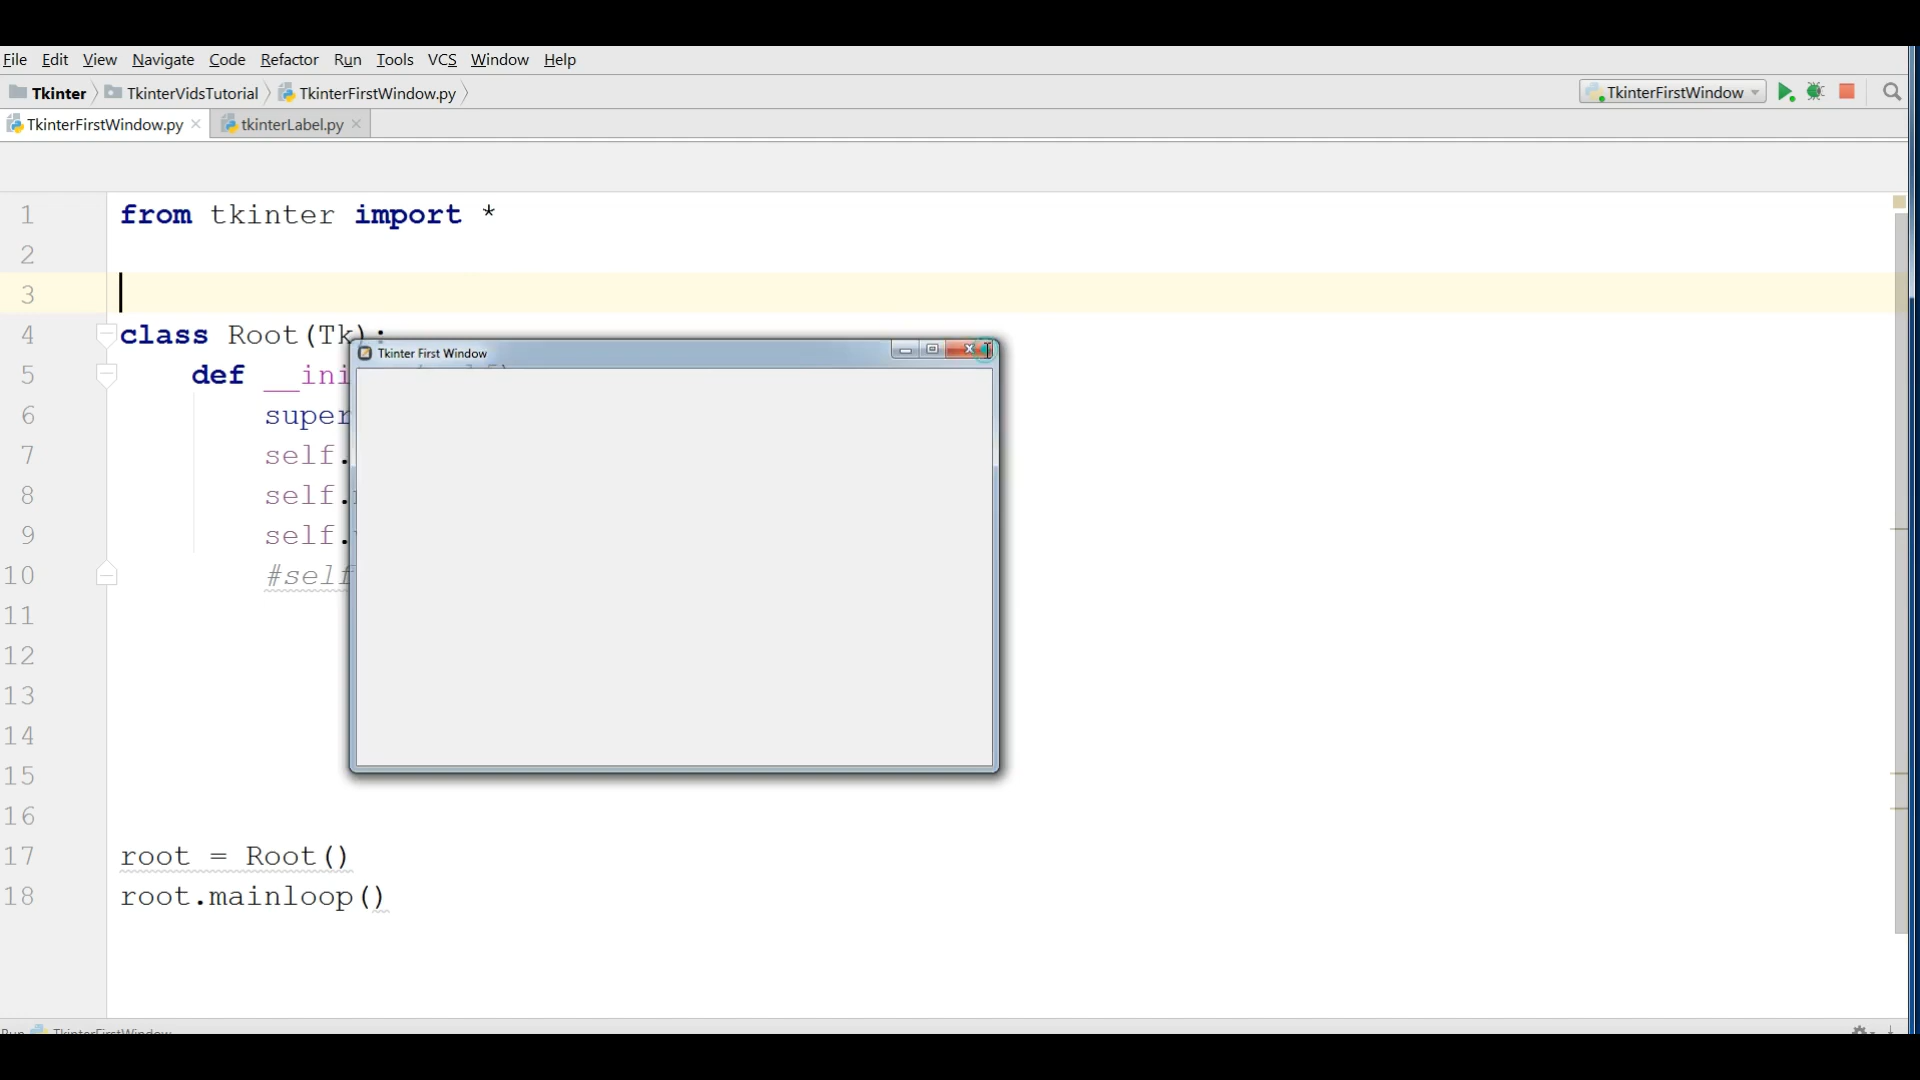 File Edit View Navigate Code Refactor Run Tools VCS Window Help
Tkinter TkinterVidsTutorial TkinterFirstWindow.py TkinterFirstWindow
TkinterFirstWindow.py tkinterLabel.py
1 from tkinter import *
2
3
4 class Root(Tk):
Tkinter First Window
5 def __ini
6 super
7 self.
8 self.
9 self.
10 #self
11
12
13
14
15
16
17 root = Root()
18 root.mainloop()
Run TkinterFirstWindow